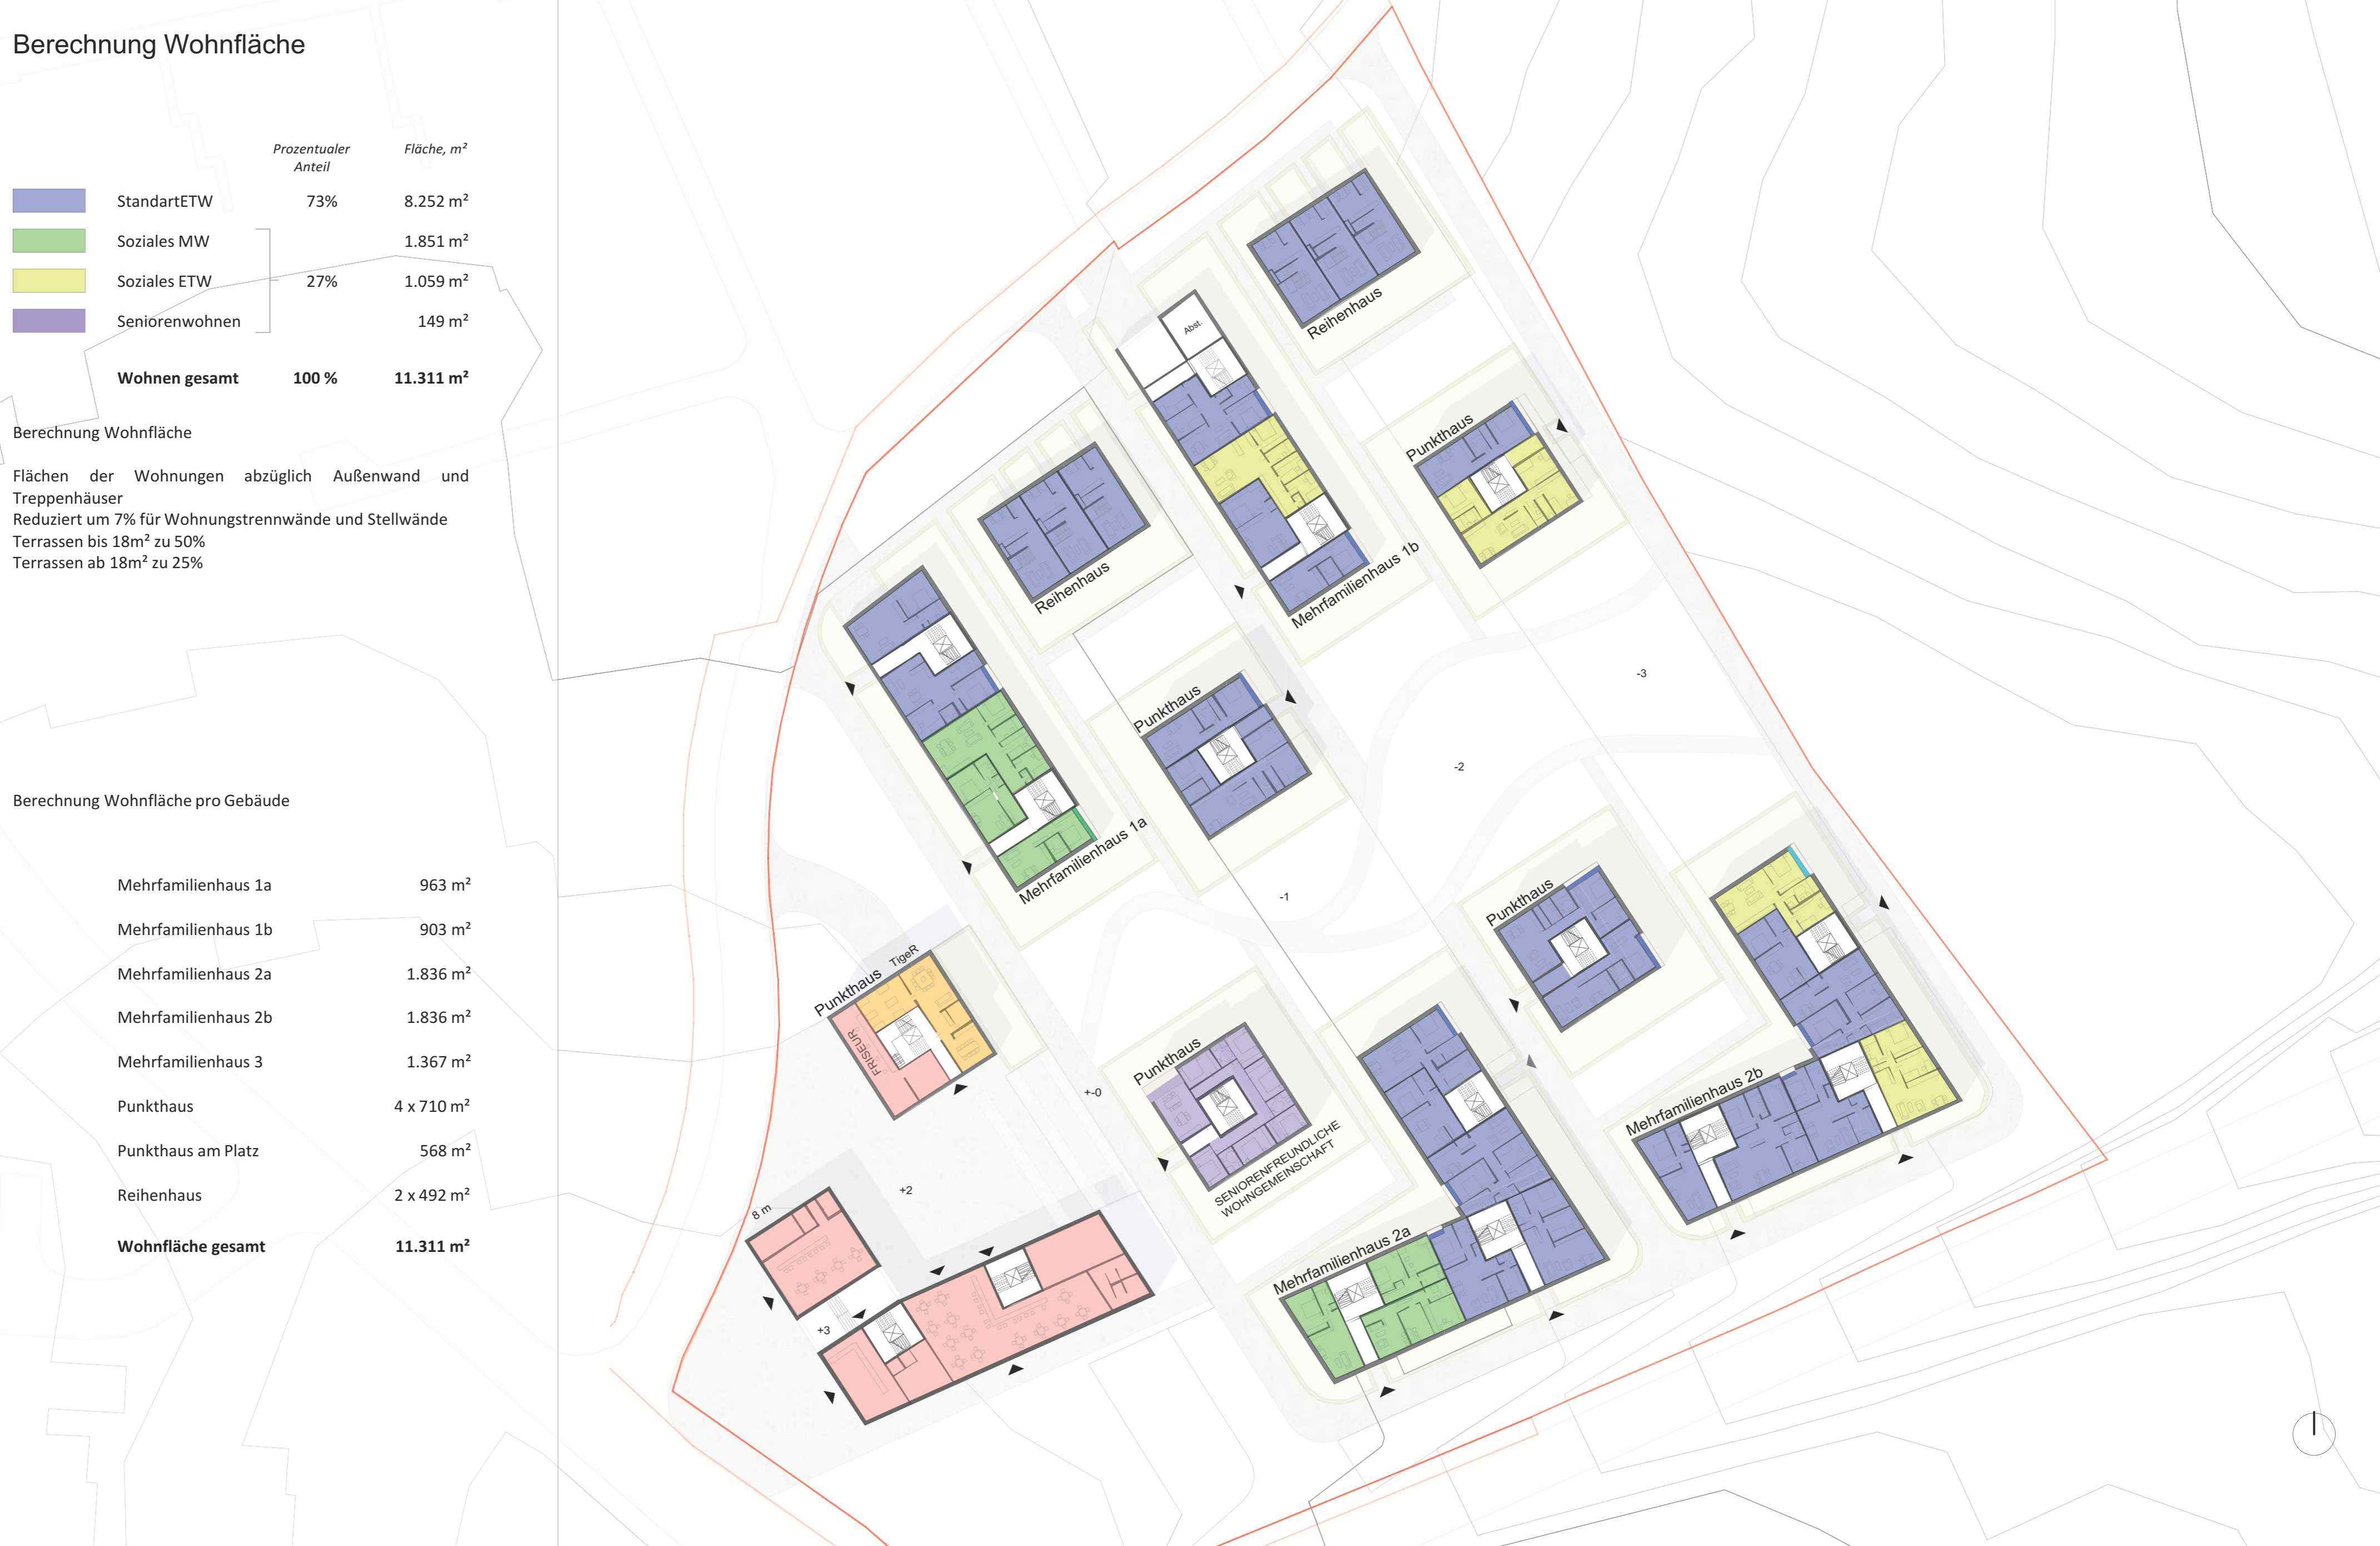 Berechnung Wohnfläche
Prozentualer Anteil
Fläche, m²
StandartETW 73% 8.252 m²
Soziales MW 1.851 m²
Soziales ETW 27% 1.059 m²
Seniorenwohnen 149 m²
Wohnen gesamt 100 % 11.311 m²
Berechnung Wohnfläche
Flächen der Wohnungen abzüglich Außenwand und
Treppenhäuser
Reduziert um 7% für Wohnungstrennwände und Stellwände
Terrassen bis 18m² zu 50%
Terrassen ab 18m² zu 25%
Berechnung Wohnfläche pro Gebäude
Mehrfamilienhaus 1a 963 m²
Mehrfamilienhaus 1b 903 m²
Mehrfamilienhaus 2a 1.836 m²
Mehrfamilienhaus 2b 1.836 m²
Mehrfamilienhaus 3 1.367 m²
Punkthaus 4 x 710 m²
Punkthaus am Platz 568 m²
Reihenhaus 2 x 492 m²
Wohnfläche gesamt 11.311 m²
Reihenhaus
Abst.
Punkthaus
Mehrfamilienhaus 1b
Reihenhaus
Punkthaus
Mehrfamilienhaus 1a
-3
-2
-1
Punkthaus
Punkthaus TigeR
FRISEUR
+-0
Punkthaus
SENIORENFREUNDLICHE
WOHNGEMEINSCHAFT
Mehrfamilienhaus 2b
+2
8 m
+3
Mehrfamilienhaus 2a